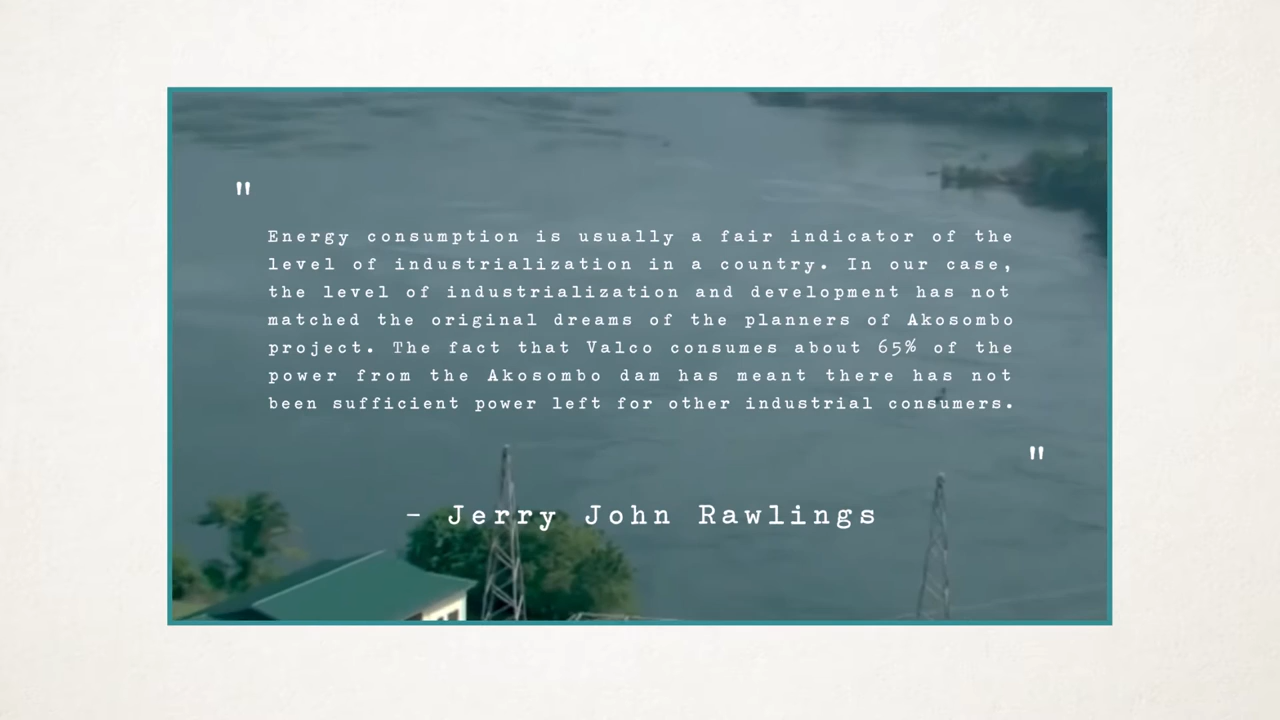 "
Energy consumption is usually a fair indicator of the
level of industrialization in a country. In our case,
the level of industrialization and development has not
matched the original dreams of the planners of Akosombo
project. The fact that Valco consumes about 65% of the
power from the Akosombo dam has meant there has not
been sufficient power left for other industrial consumers.
"
- Jerry John Rawlings